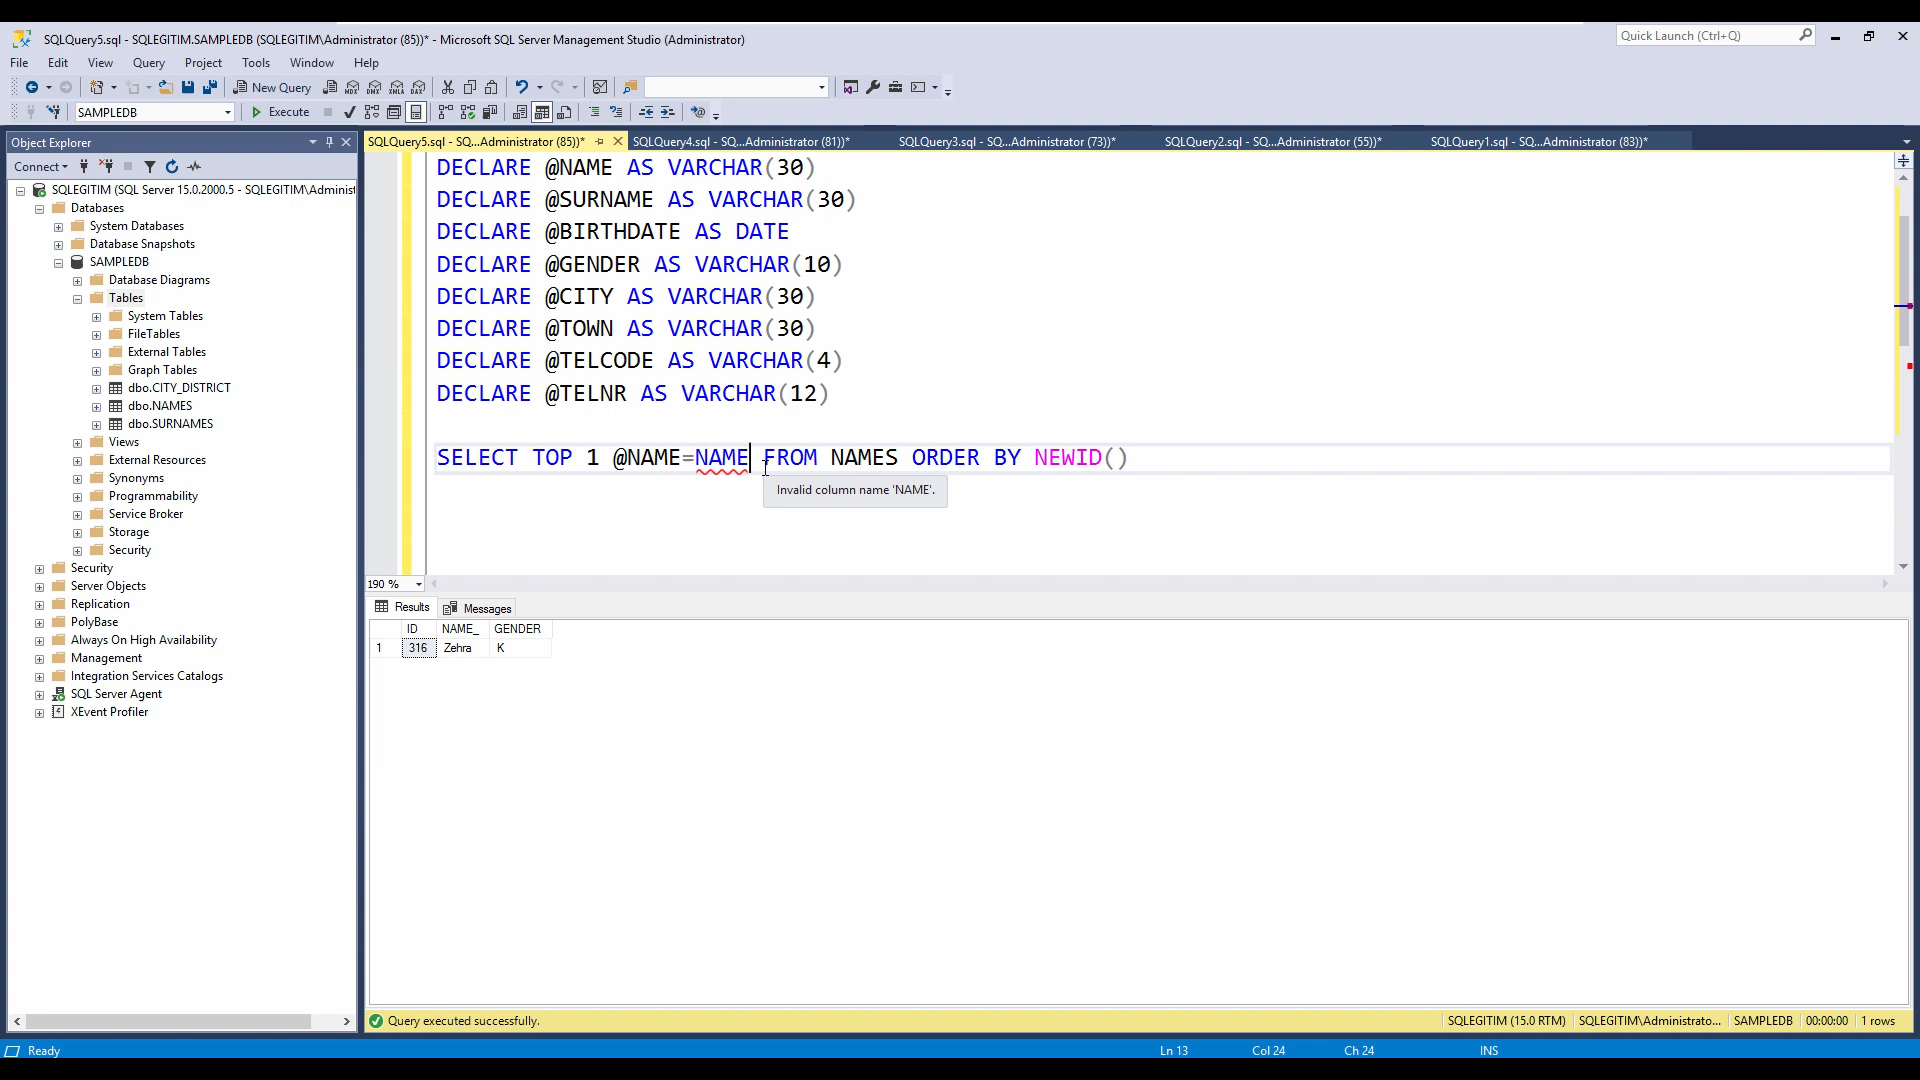 SQLQuery5.sql - SQLEGITIM.SAMPLEDB (SQLEGITIM\Administrator (85))* - Microsoft SQL Server Management Studio (Administrator)
Quick Launch (Ctrl+Q)
File Edit View Query Project Tools Window Help
New Query
MDX DMX XMLA DAX
SAMPLEDB
Execute
Object Explorer
SQLQuery5.sql - SQ...Administrator (85))*
SQLQuery4.sql - SQ...Administrator (81))*
SQLQuery3.sql - SQ...Administrator (73))*
SQLQuery2.sql - SQ...Administrator (55))*
SQLQuery1.sql - SQ...Administrator (83))*
Connect
SQLEGITIM (SQL Server 15.0.2000.5 - SQLEGITIM\Administ
Databases
System Databases
Database Snapshots
SAMPLEDB
Database Diagrams
Tables
System Tables
FileTables
External Tables
Graph Tables
dbo.CITY_DISTRICT
dbo.NAMES
dbo.SURNAMES
Views
External Resources
Synonyms
Programmability
Service Broker
Storage
Security
Security
Server Objects
Replication
PolyBase
Always On High Availability
Management
Integration Services Catalogs
SQL Server Agent
XEvent Profiler
DECLARE @NAME AS VARCHAR(30)
DECLARE @SURNAME AS VARCHAR(30)
DECLARE @BIRTHDATE AS DATE
DECLARE @GENDER AS VARCHAR(10)
DECLARE @CITY AS VARCHAR(30)
DECLARE @TOWN AS VARCHAR(30)
DECLARE @TELCODE AS VARCHAR(4)
DECLARE @TELNR AS VARCHAR(12)
SELECT TOP 1 @NAME=NAME FROM NAMES ORDER BY NEWID()
Invalid column name 'NAME'.
190 %
Results Messages
ID NAME_ GENDER
1 316 Zehra K
Query executed successfully.
SQLEGITIM (15.0 RTM) SQLEGITIM\Administrato... SAMPLEDB 00:00:00 1 rows
Ready
Ln 13 Col 24 Ch 24 INS